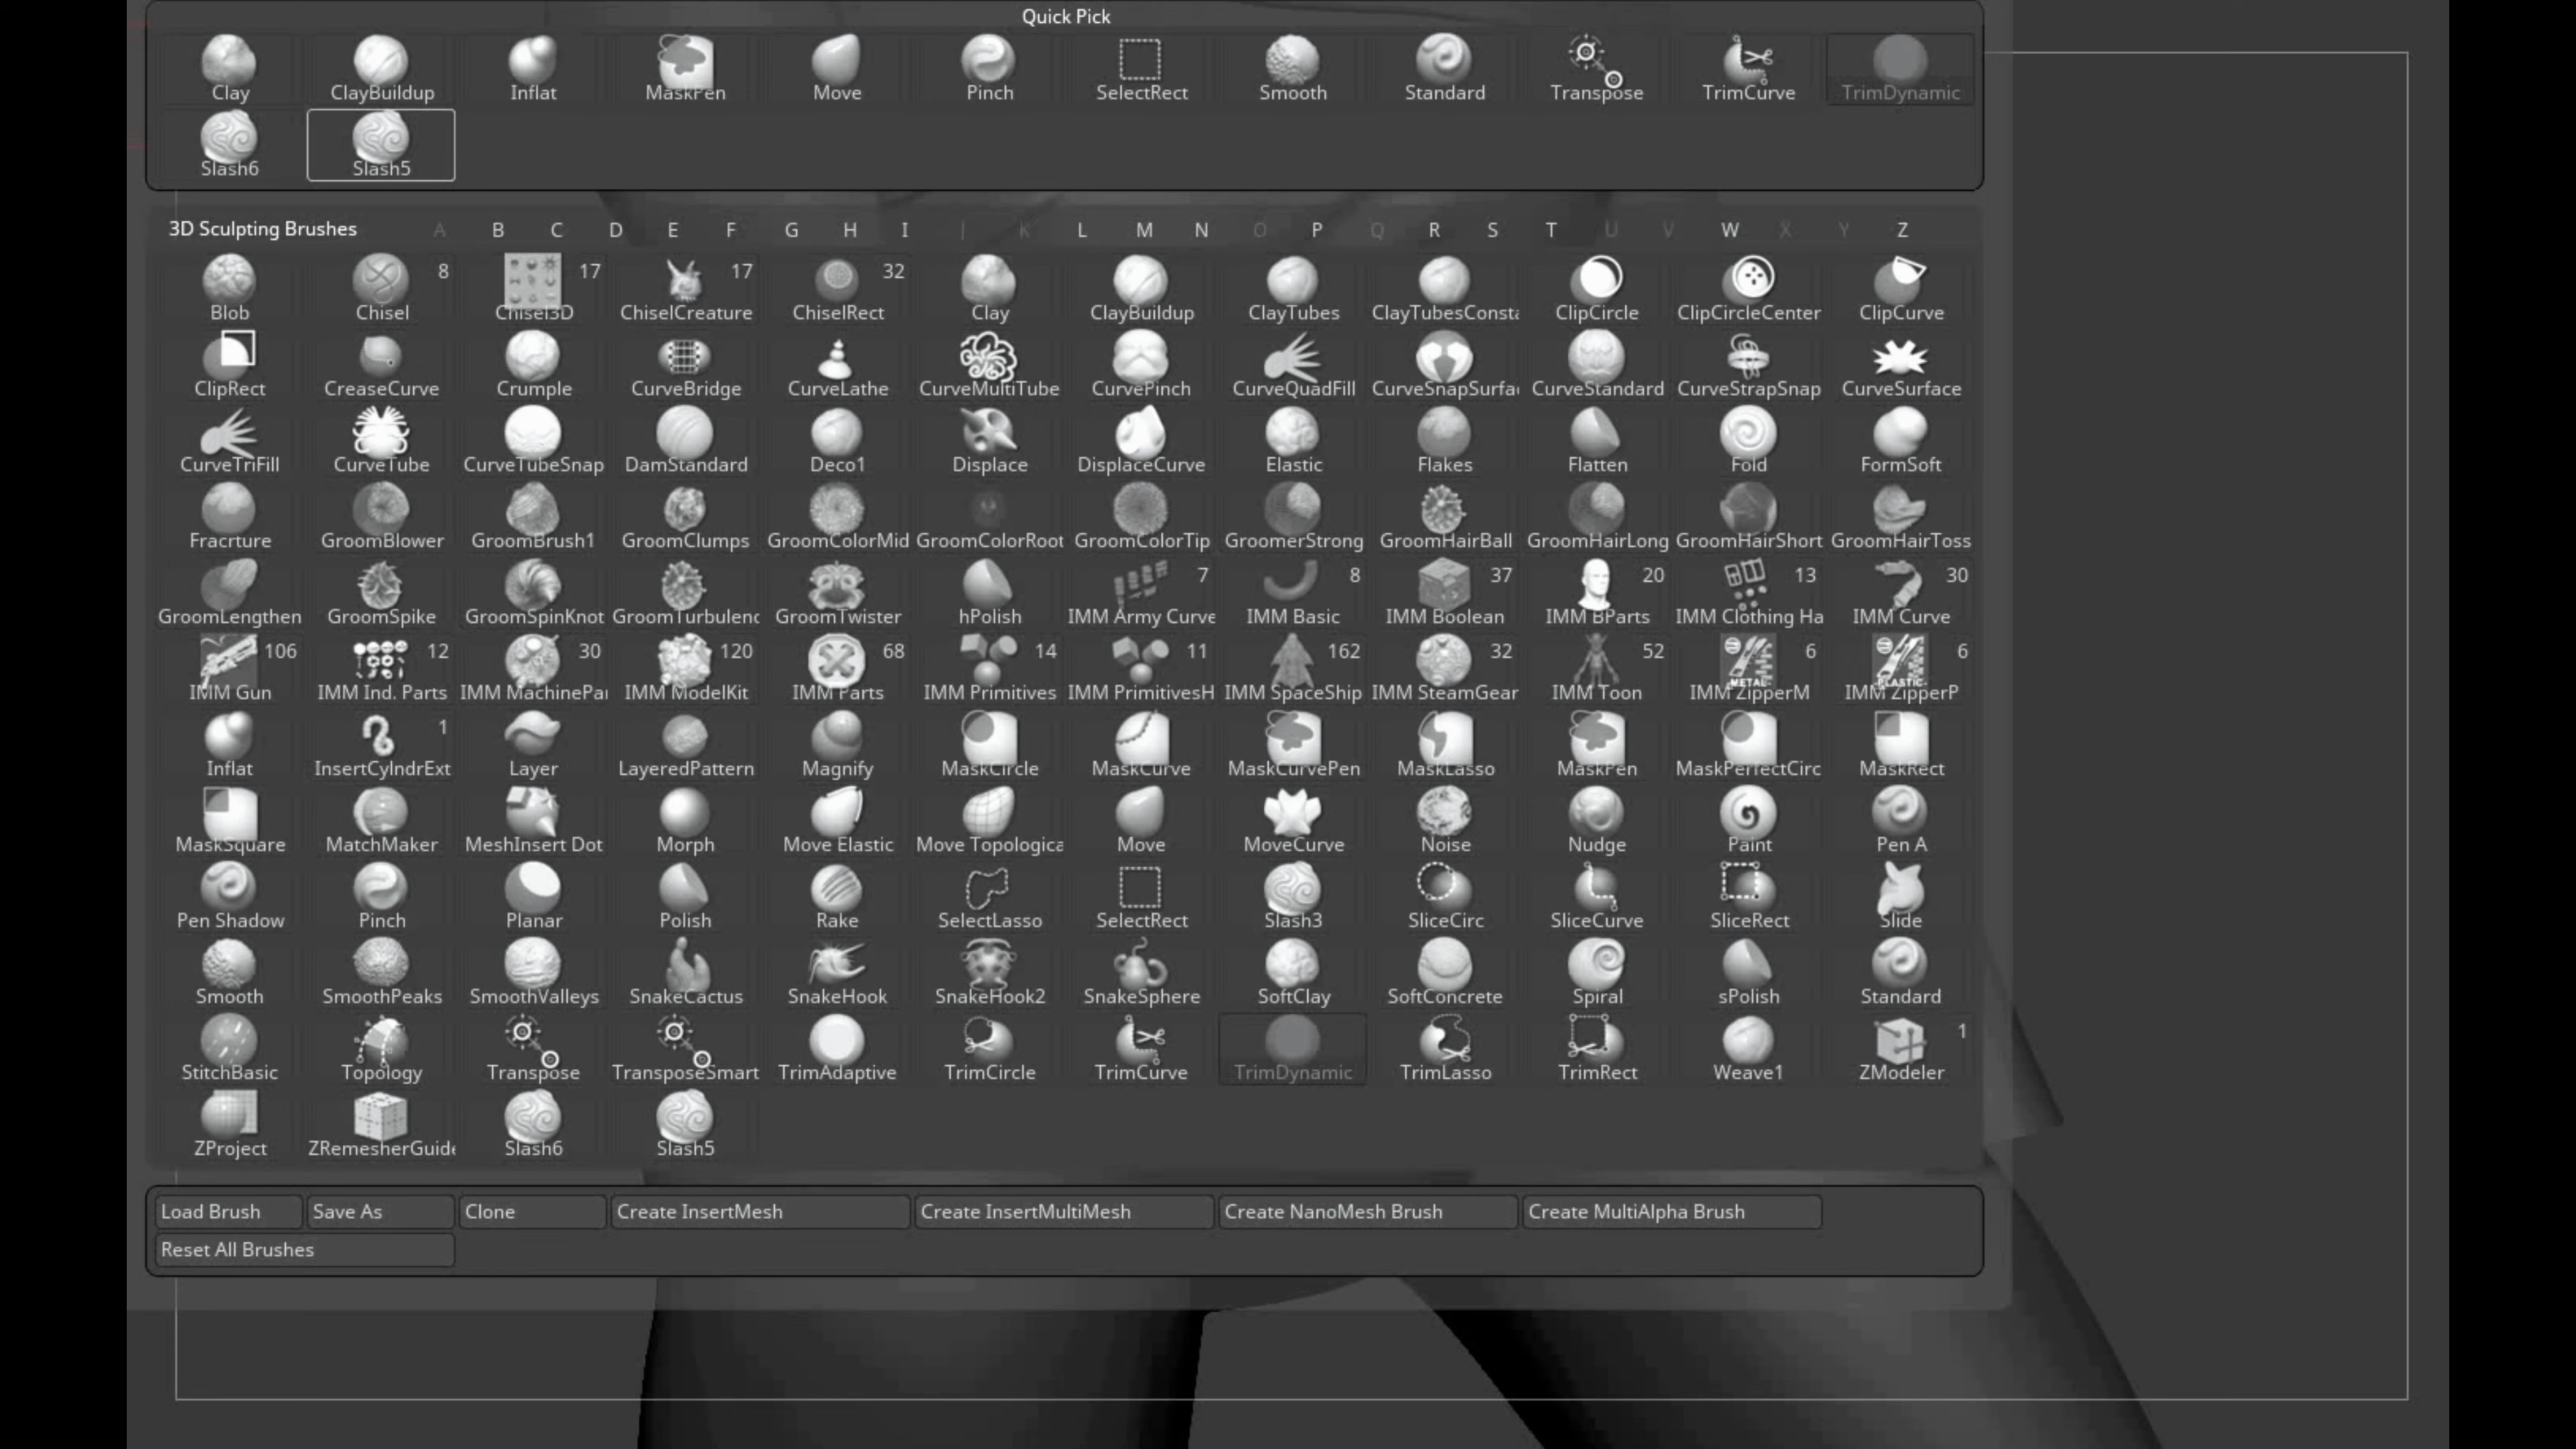 Quick Pick
Clay ClayBuildup Inflat MaskPen Move Pinch SelectRect Smooth Standard Transpose TrimCurve TrimDynamic
Slash6 Slash5
3D Sculpting Brushes A B C D E F G H I J K L M N O P Q R S T U V W X Y Z
8 17 17 32
Blob Chisel Chisel3D ChiselCreature ChiselRect Clay ClayBuildup ClayTubes ClayTubesConsta ClipCircle ClipCircleCenter ClipCurve
ClipRect CreaseCurve Crumple CurveBridge CurveLathe CurveMultiTube CurvePinch CurveQuadFill CurveSnapSurfac CurveStandard CurveStrapSnap CurveSurface
CurveTriFill CurveTube CurveTubeSnap DamStandard Deco1 Displace DisplaceCurve Elastic Flakes Flatten Fold FormSoft
Fracrture GroomBlower GroomBrush1 GroomClumps GroomColorMid GroomColorRoot GroomColorTip GroomerStrong GroomHairBall GroomHairLong GroomHairShort GroomHairToss
7 8 37 20 13 30
GroomLengthen GroomSpike GroomSpinKnot GroomTurbulenc GroomTwister hPolish IMM Army Curve IMM Basic IMM Boolean IMM BParts IMM Clothing Ha IMM Curve
106 12 30 120 68 14 11 162 32 52 6 6
METAL PLASTIC
IMM Gun IMM Ind. Parts IMM MachinePar IMM ModelKit IMM Parts IMM Primitives IMM PrimitivesH IMM SpaceShip IMM SteamGear IMM Toon IMM ZipperM IMM ZipperP
1
Inflat InsertCylndrExt Layer LayeredPattern Magnify MaskCircle MaskCurve MaskCurvePen MaskLasso MaskPen MaskPerfectCirc MaskRect
MaskSquare MatchMaker MeshInsert Dot Morph Move Elastic Move Topologica Move MoveCurve Noise Nudge Paint Pen A
Pen Shadow Pinch Planar Polish Rake SelectLasso SelectRect Slash3 SliceCirc SliceCurve SliceRect Slide
Smooth SmoothPeaks SmoothValleys SnakeCactus SnakeHook SnakeHook2 SnakeSphere SoftClay SoftConcrete Spiral sPolish Standard
1
StitchBasic Topology Transpose TransposeSmart TrimAdaptive TrimCircle TrimCurve TrimDynamic TrimLasso TrimRect Weave1 ZModeler
ZProject ZRemesherGuide Slash6 Slash5
Load Brush Save As Clone Create InsertMesh Create InsertMultiMesh Create NanoMesh Brush Create MultiAlpha Brush
Reset All Brushes